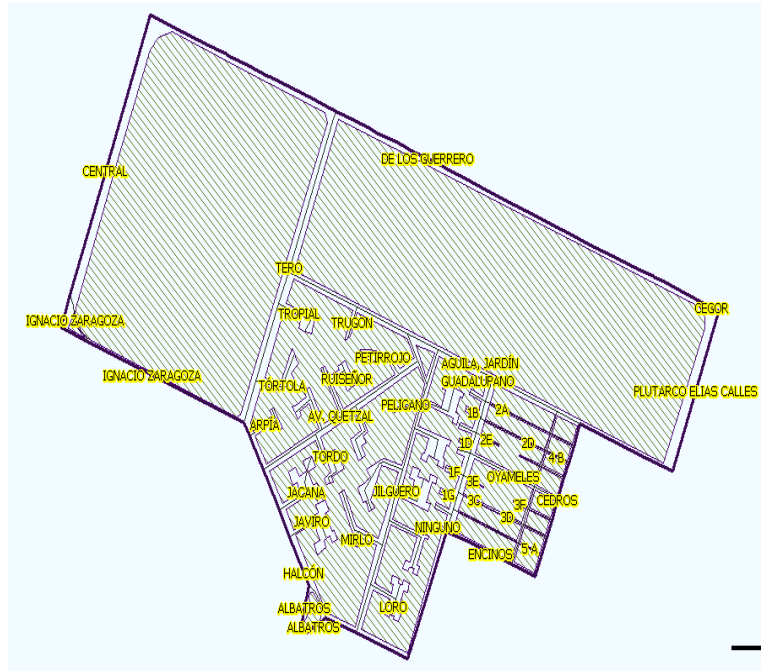 DE LOS GUERRERO
CENTRAL
TERO
CEGOR
TROPIAL
IGNACIO ZARAGOZA
TRUGON
PETIRROJO
AGUILA, JARDÍN
IGNACIO ZARAGOZA
RUISEÑOR
GUADALUPANO
TÓRTOLA
PLUTARCO ELIAS CALLES
PELICANO
1B
2A
AV. QUETZAL
ARPÍA
1D
2E
2D
TORDO
4-B
1F
3E
OYAMELES
JACANA
JILGUERO
1G
3G
3F
CEDROS
JAVIRO
3D
NINGUNO
MIRLO
ENCINOS
5-A
HALCÓN
ALBATROS
LORO
ALBATROS